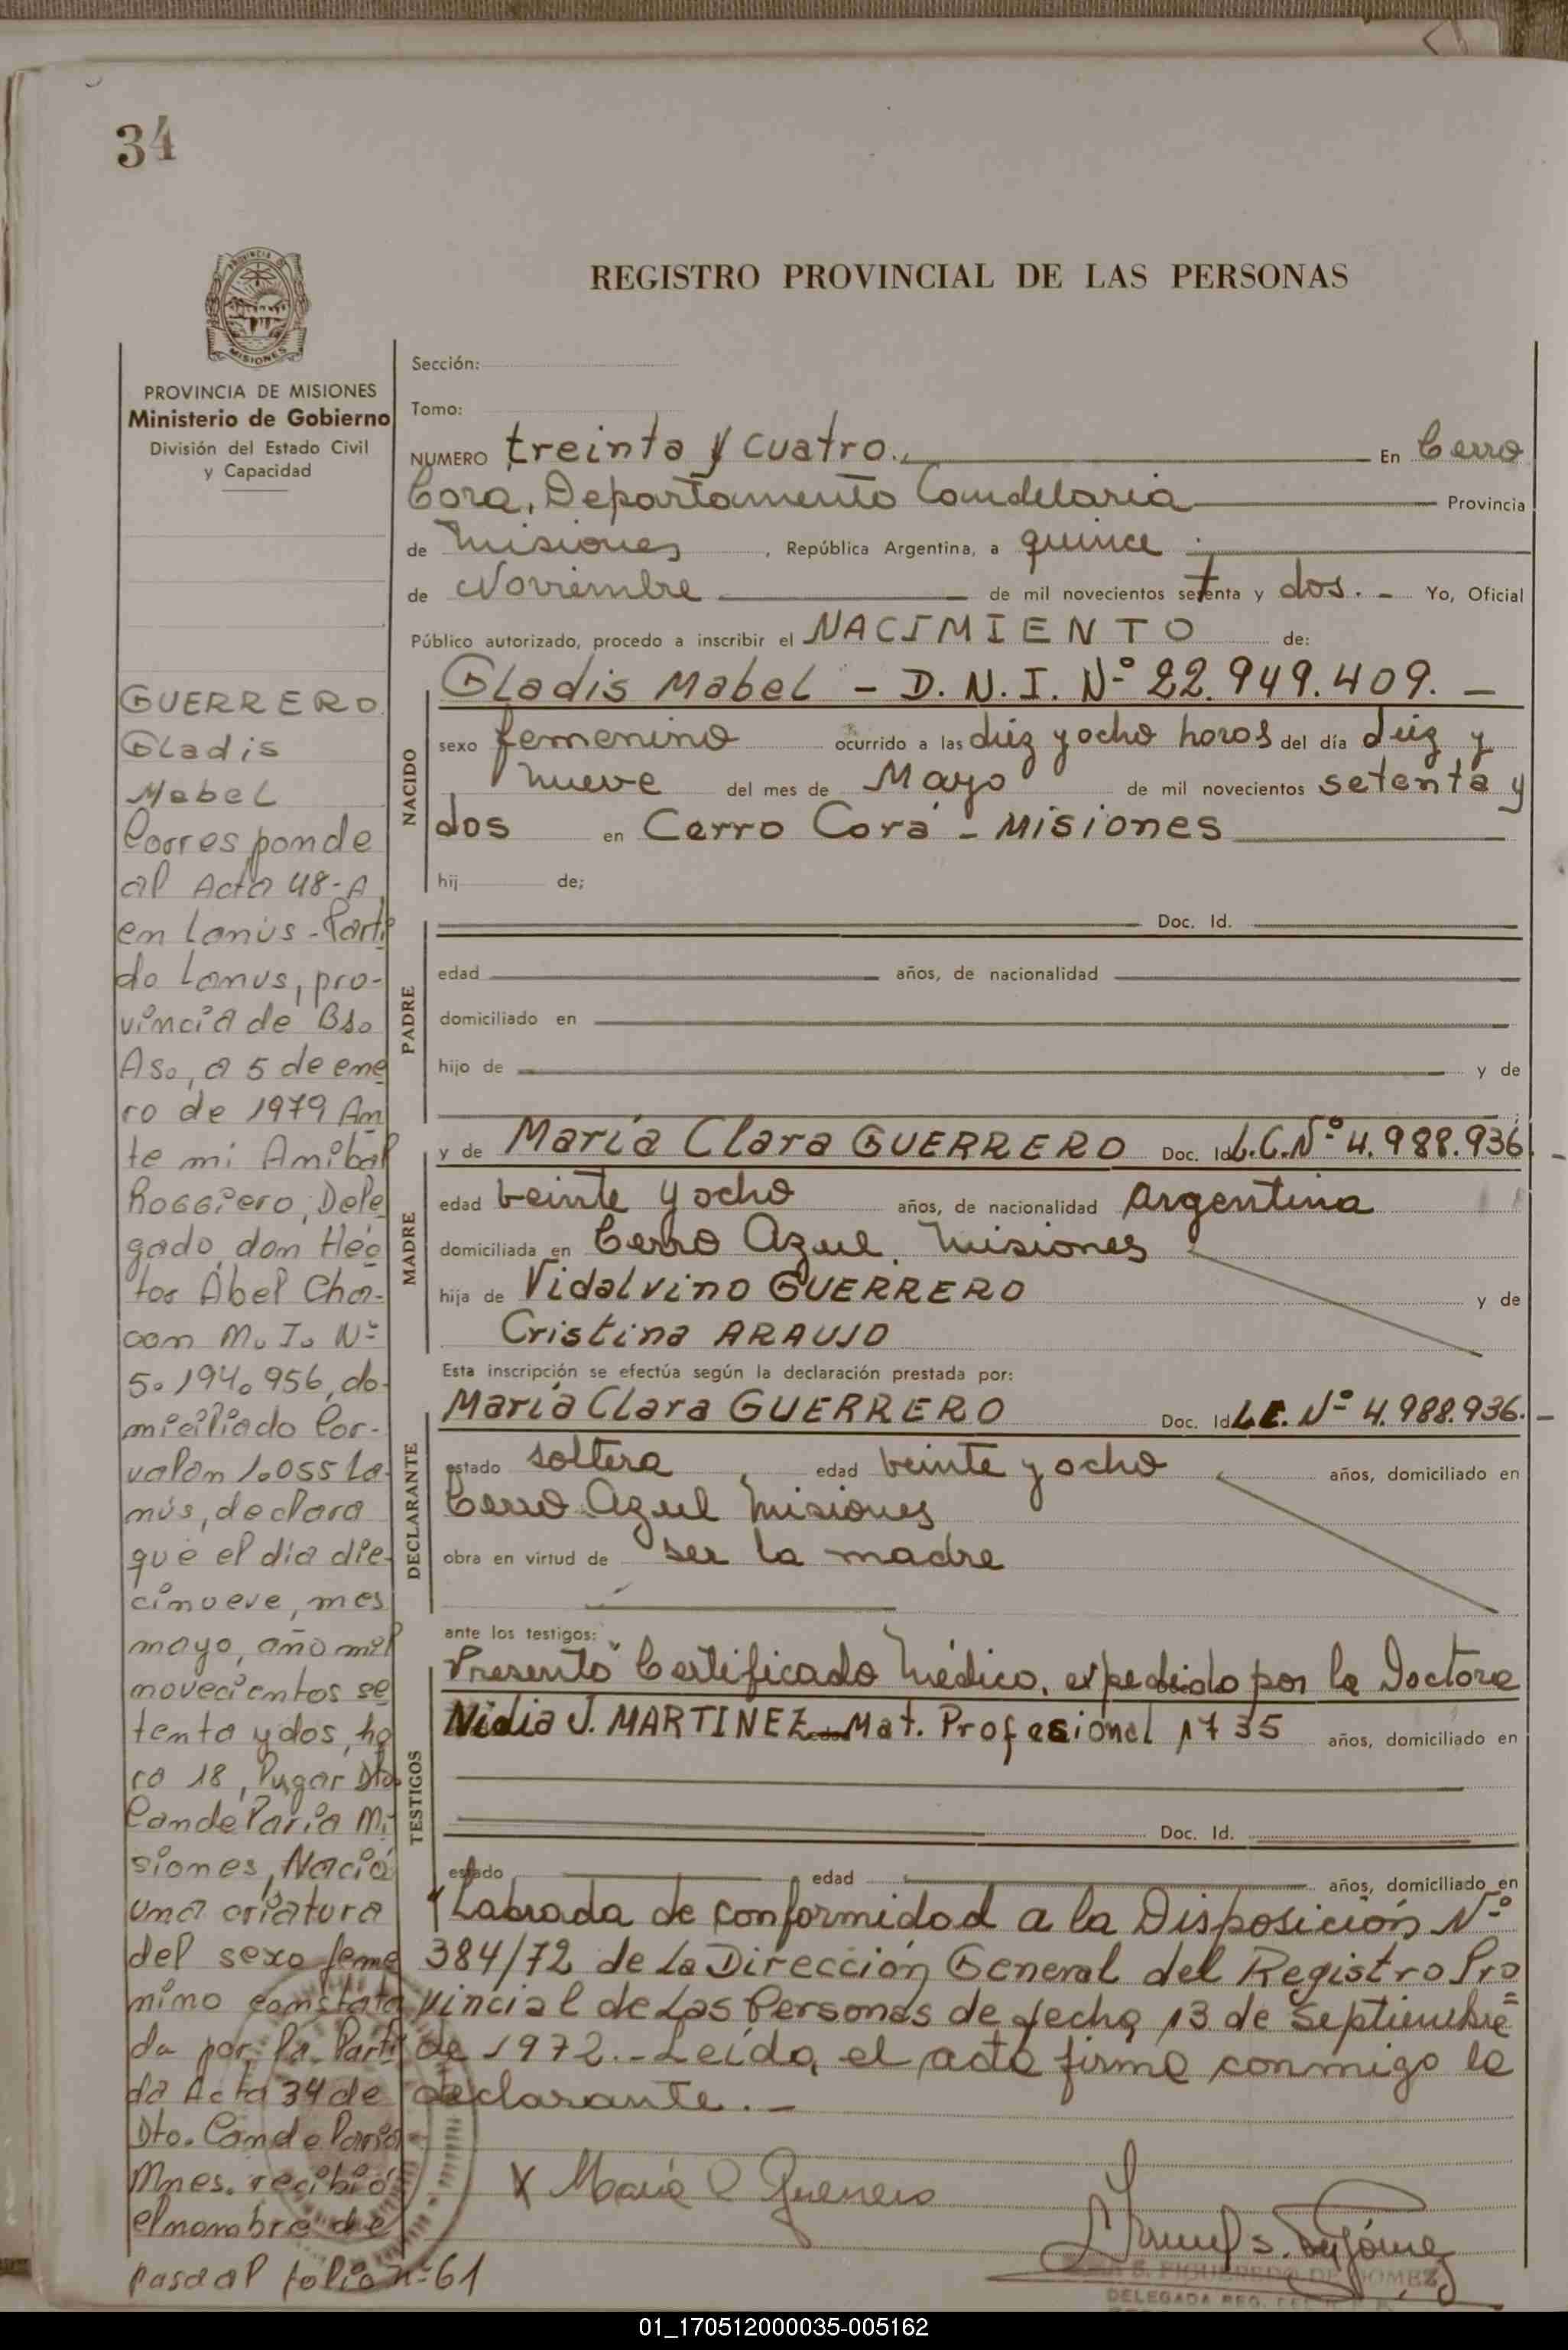 34
REGISTRO PROVINCIAL DE LAS PERSONAS
PROVINCIA DE MISIONES
Ministerio de Gobierno
División del Estado Civil
y Capacidad
GUERRERO
Gladis
Mabel
Corresponde
al Acta 48-A
en Lanús - Parti
do Lanus, pro-
vincia de Bs.
As., a 5 de ene
ro de 1979 An
te mi Anibal
Roggiero, Dele
gado, don Héc
tor Abel Cha-
con M. I. Nº
5.194.956, do-
miciliado Cor-
valán 1.055 La
nús, declara
que el día die
cinueve, mes
mayo, año mil
novecientos se
tenta y dos, ho
ra 18, lugar Dto.
Candelaria Mi
siones, Nació
una criatura
del sexo feme
nino constata
da por la Parti
da Acta 34 de
Dto. Candelaria
Mnes. recibió
el nombre de
pasa al folio nº 61
Sección:
Tomo:
NUMERO treinta y cuatro. En Cerro
Cora, Departamento Candelaria Provincia
de Misiones, República Argentina, a quince
de Noviembre de mil novecientos setenta y dos. - Yo, Oficial
Público autorizado, procedo a inscribir el NACIMIENTO de:
NACIDO
Gladis Mabel - D. N. I. Nº 22.949.409. -
sexo femenino ocurrido a las diez y ocho horas del día diez y
nueve del mes de Mayo de mil novecientos setenta y
dos en Cerro Corá - Misiones
hij de;
PADRE
Doc. Id.
edad años, de nacionalidad
domiciliado en
hijo de y de
MADRE
y de María Clara GUERRERO Doc. Id. L.C. Nº 4.988.936. -
edad veinte y ocho años, de nacionalidad Argentina
domiciliada en Cerro Azul Misiones
hija de Vidalvino GUERRERO y de
Cristina ARAUJO
Esta inscripción se efectúa según la declaración prestada por:
DECLARANTE
María Clara GUERRERO Doc. Id. L.C. Nº 4.988.936. -
estado soltera, edad veinte y ocho años, domiciliado en
Cerro Azul Misiones
obra en virtud de ser la madre
ante los testigos:
TESTIGOS
Presentó Certificado Médico, expedido por la Doctora
Nidia J. MARTINEZ - Mat. Profesional 1735 años, domiciliado en
Doc. Id.
estado edad años, domiciliado en
"Labrada de conformidad a la Disposición Nº
384/72 de La Dirección General del Registro Pro
vincial de Las Personas de fecha 13 de Septiembre
de 1972. - Leída el acta firma conmigo la
declarante. -
X María C Guerrero
S. FIGUEREDO DE GOMEZ
DELEGADA REG.
01_170512000035-005162